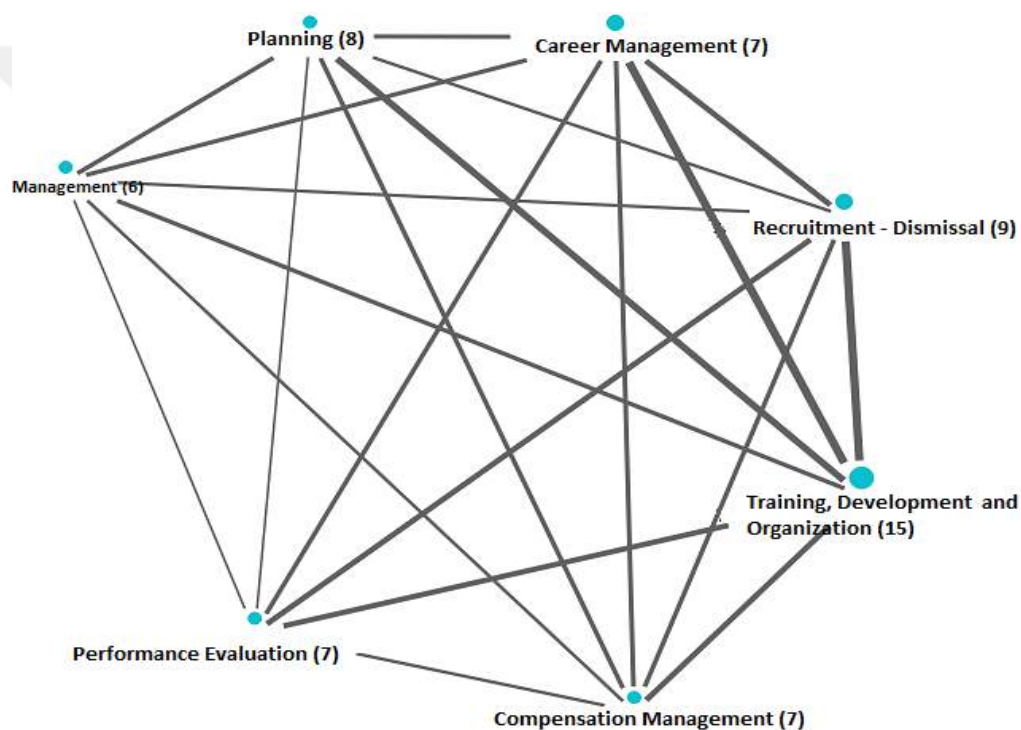 Planning (8)
Career Management (7)
Management (6)
Recruitment - Dismissal (9)
Training, Development and
Organization (15)
Performance Evaluation (7)
Compensation Management (7)